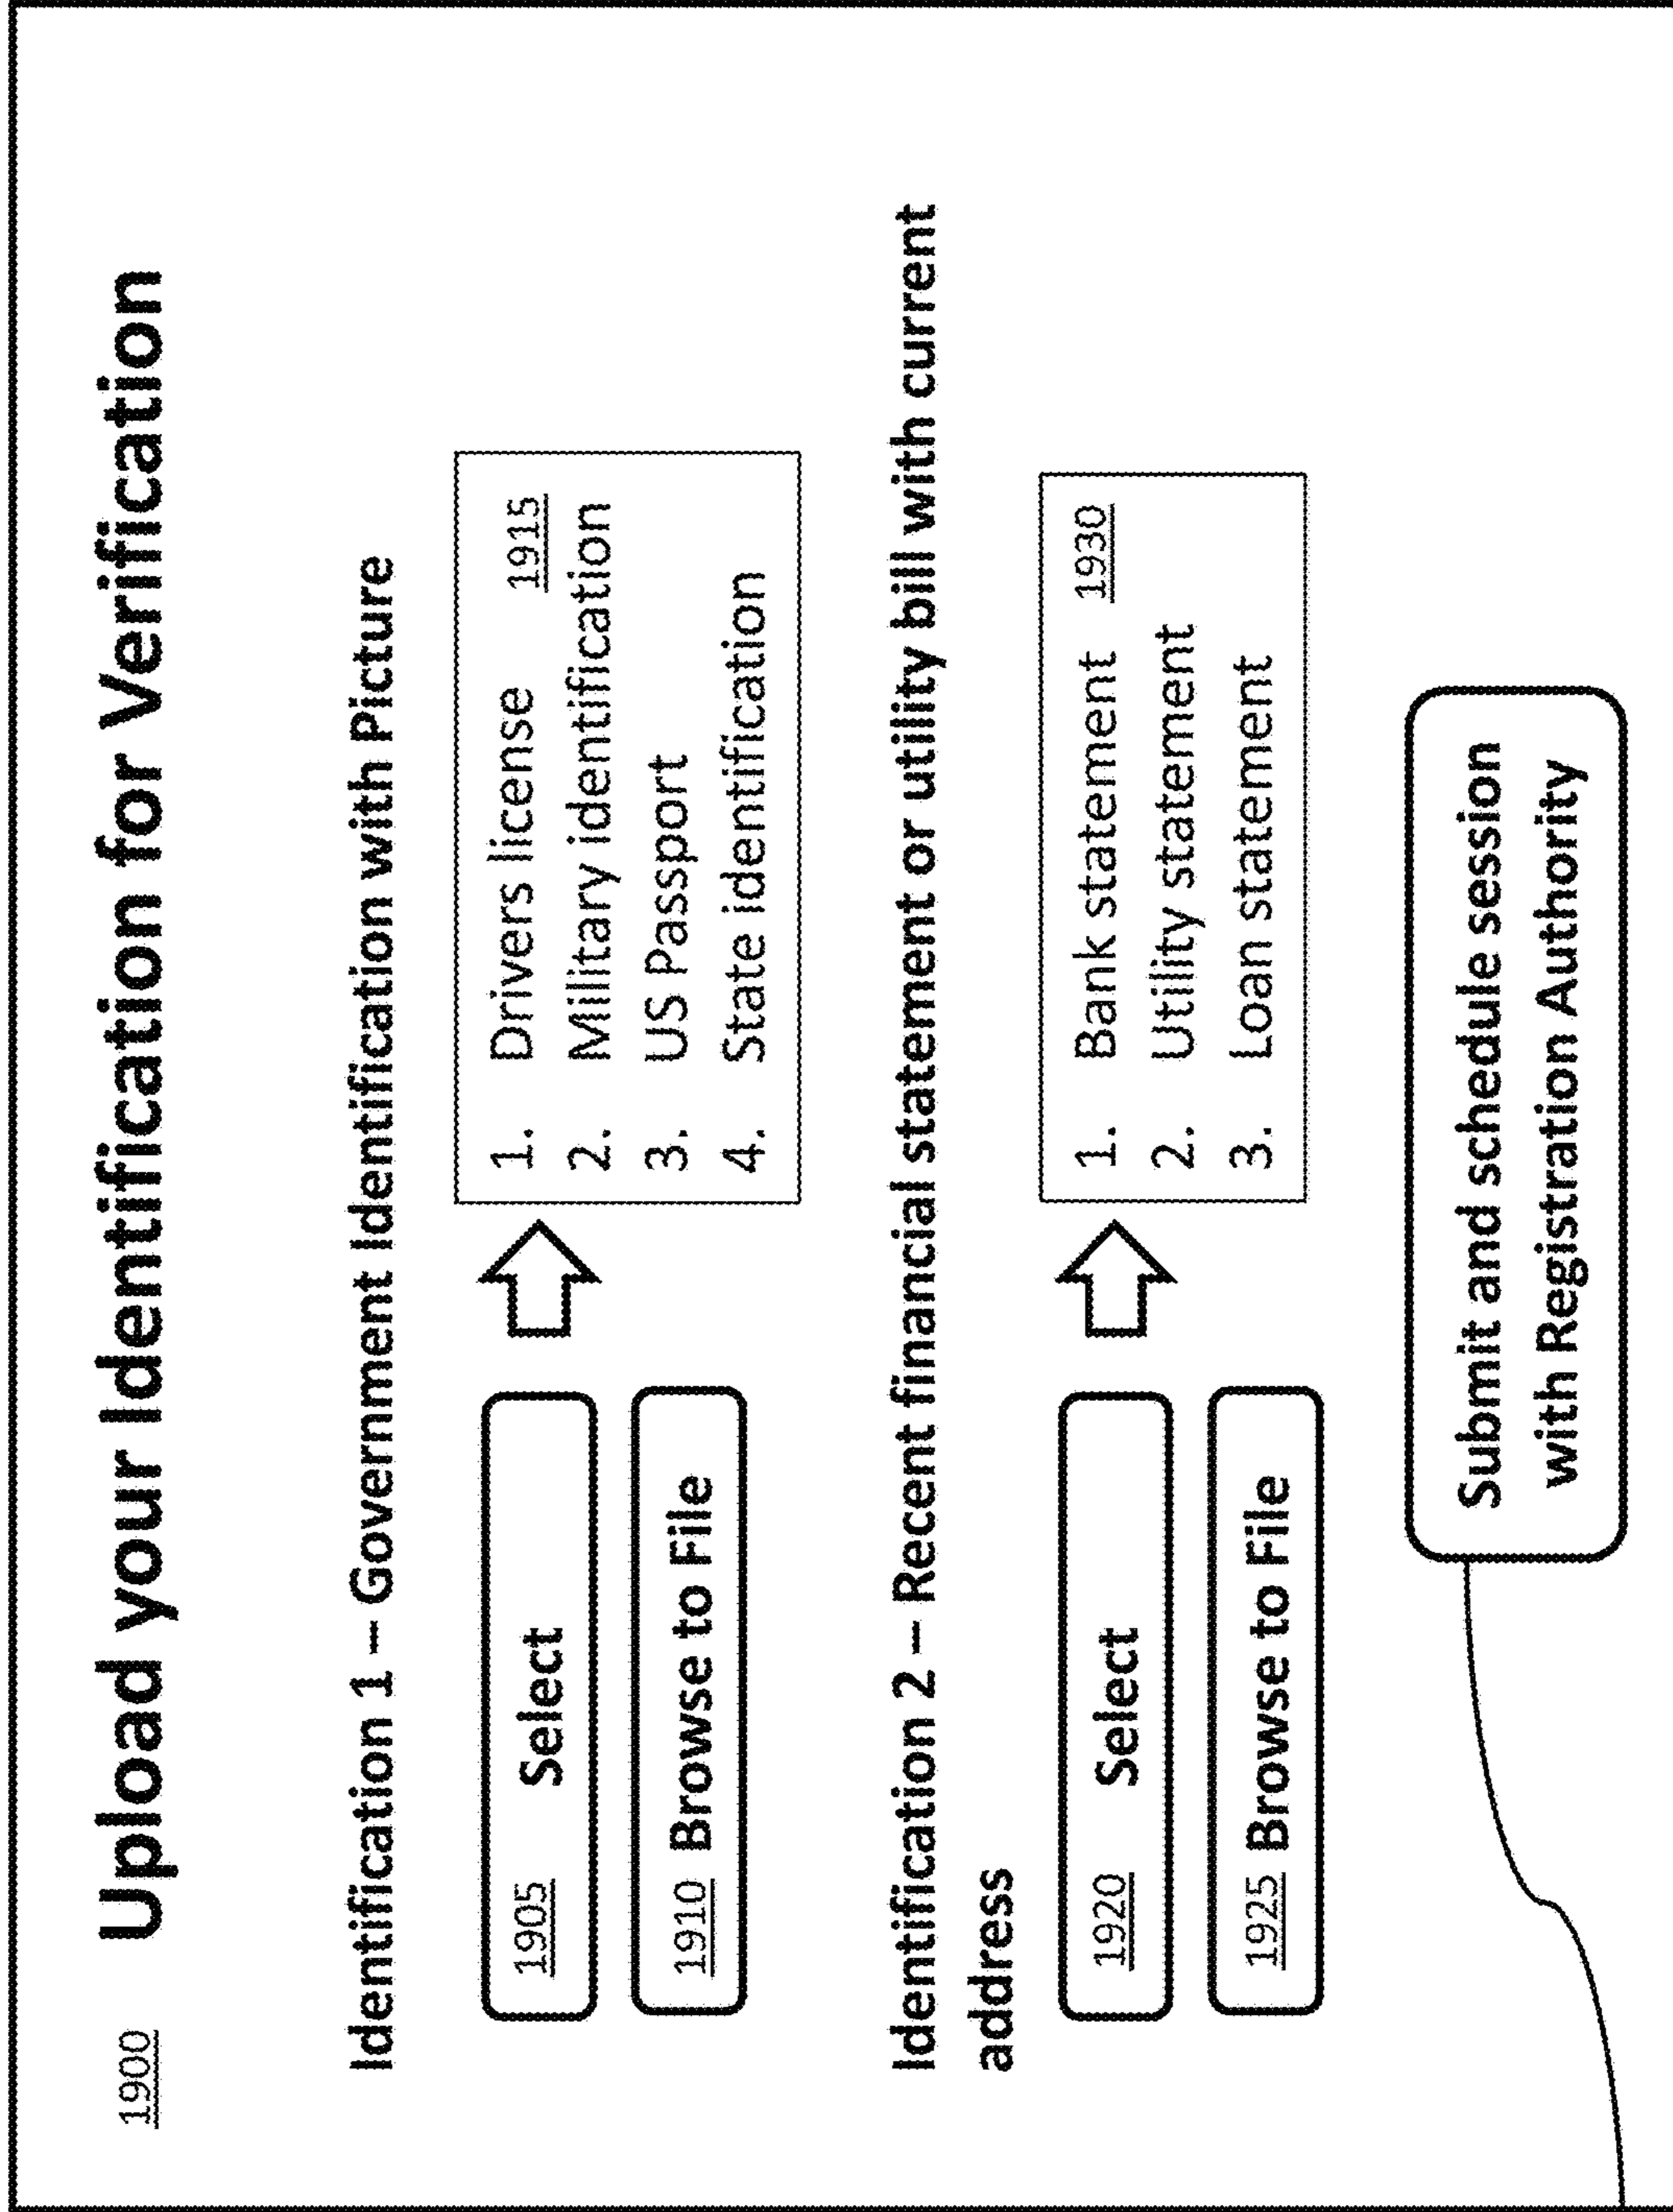 1900 Upload your Identification for Verification
Identification 1 – Government Identification with Picture
1905 Select
1910 Browse to File
1. Drivers license 1915
2. Military identification
3. US Passport
4. State identification
Identification 2 – Recent financial statement or utility bill with current
address
1920 Select
1925 Browse to File
1. Bank statement 1930
2. Utility statement
3. Loan statement
Submit and schedule session
with Registration Authority